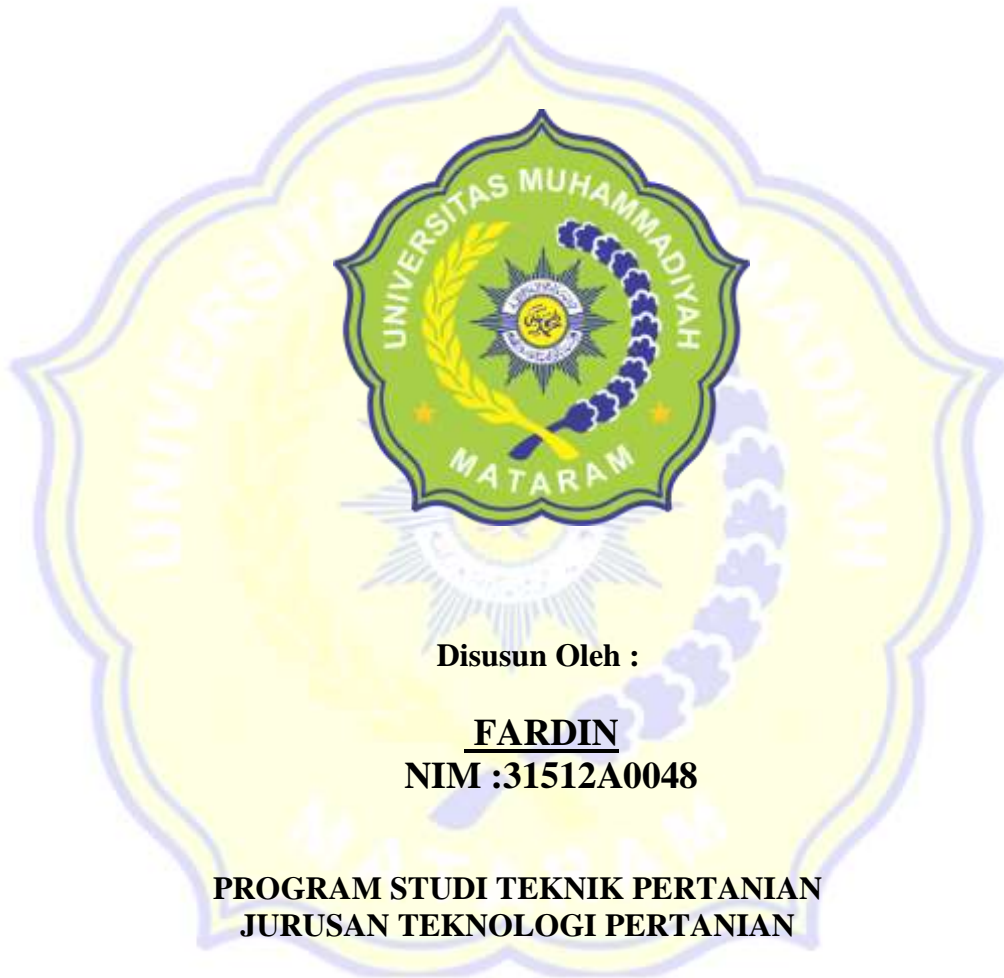 UNIVERSITAS MUHAMMADIYAH
MATARAM
Disusun Oleh :
FARDIN
NIM :31512A0048
PROGRAM STUDI TEKNIK PERTANIAN
JURUSAN TEKNOLOGI PERTANIAN